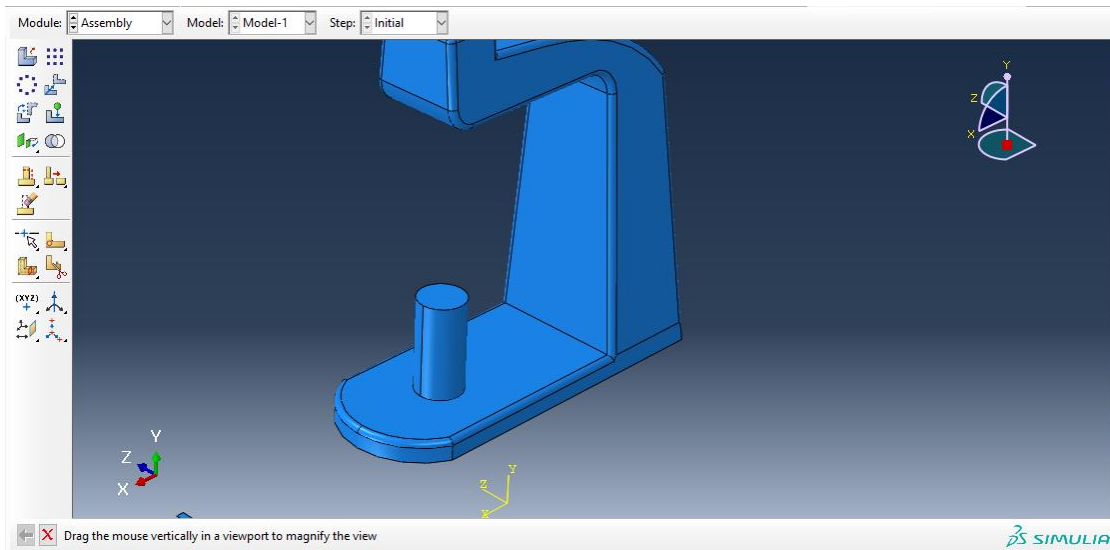 Module: Assembly Model: Model-1 Step: Initial
Y
Z
X
(XYZ)
Y
Z
X
Y
Z
X
Drag the mouse vertically in a viewport to magnify the view
SIMULIA